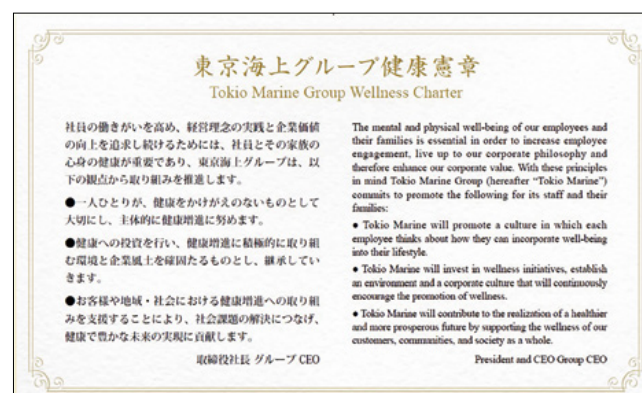 東京海上グループ健康憲章
Tokio Marine Group Wellness Charter
社員の働きがいを高め、経営理念の実践と企業価値
の向上を追求し続けるためには、社員とその家族の
心身の健康が重要であり、東京海上グループは、以
下の観点から取り組みを推進します。
●一人ひとりが、健康をかけがえのないものとして
大切にし、主体的に健康増進に努めます。
●健康への投資を行い、健康増進に積極的に取り組
む環境と企業風土を確固たるものとし、継承してい
きます。
●お客様や地域・社会における健康増進への取り組
みを支援することにより、社会課題の解決につなげ、
健康で豊かな未来の実現に貢献します。
取締役社長 グループ CEO
The mental and physical well-being of our employees and
their families is essential in order to increase employee
engagement, live up to our corporate philosophy and
therefore enhance our corporate value. With these principles
in mind Tokio Marine Group (hereafter “Tokio Marine”)
commits to promote the following for its staff and their
families:
● Tokio Marine will promote a culture in which each
employee thinks about how they can incorporate well-being
into their lifestyle.
● Tokio Marine will invest in wellness initiatives, establish
an environment and a corporate culture that will continuously
encourage the promotion of wellness.
● Tokio Marine will contribute to the realization of a healthier
and more prosperous future by supporting the wellness of our
customers, communities, and society as a whole.
President and CEO Group CEO